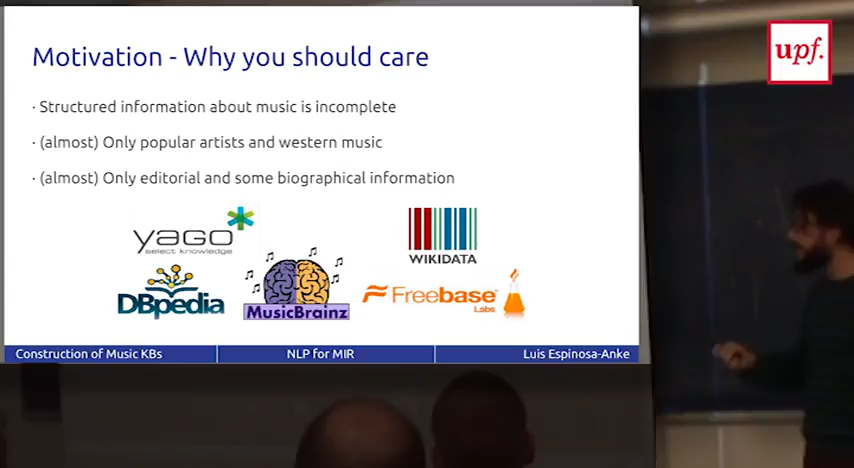 Motivation - Why you should care
upf.
· Structured information about music is incomplete
· (almost) Only popular artists and western music
· (almost) Only editorial and some biographical information
yago
select knowledge
WIKIDATA
DBpedia
MusicBrainz
Freebase
Labs
Construction of Music KBs
NLP for MIR
Luis Espinosa-Anke